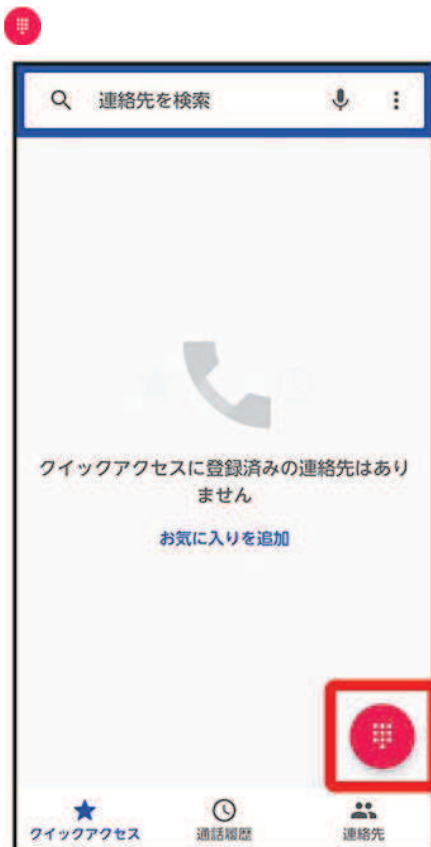 連絡先を検索
クイックアクセスに登録済みの連絡先はあり
ません
お気に入りを追加
クイックアクセス
通話履歴
連絡先